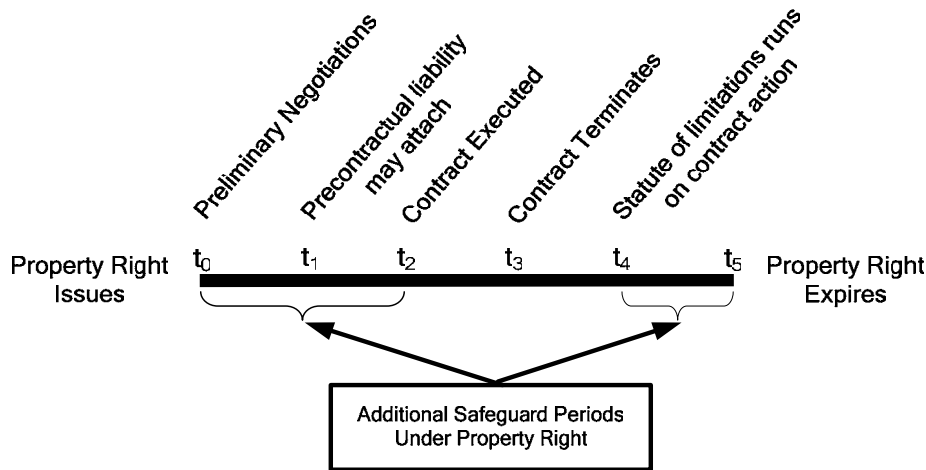 Preliminary Negotiations
Precontractual liability
may attach
Contract Executed
Contract Terminates
Statute of limitations runs
on contract action
Property Right
Issues
t0
t1
t2
t3
t4
t5
Property Right
Expires
Additional Safeguard Periods
Under Property Right